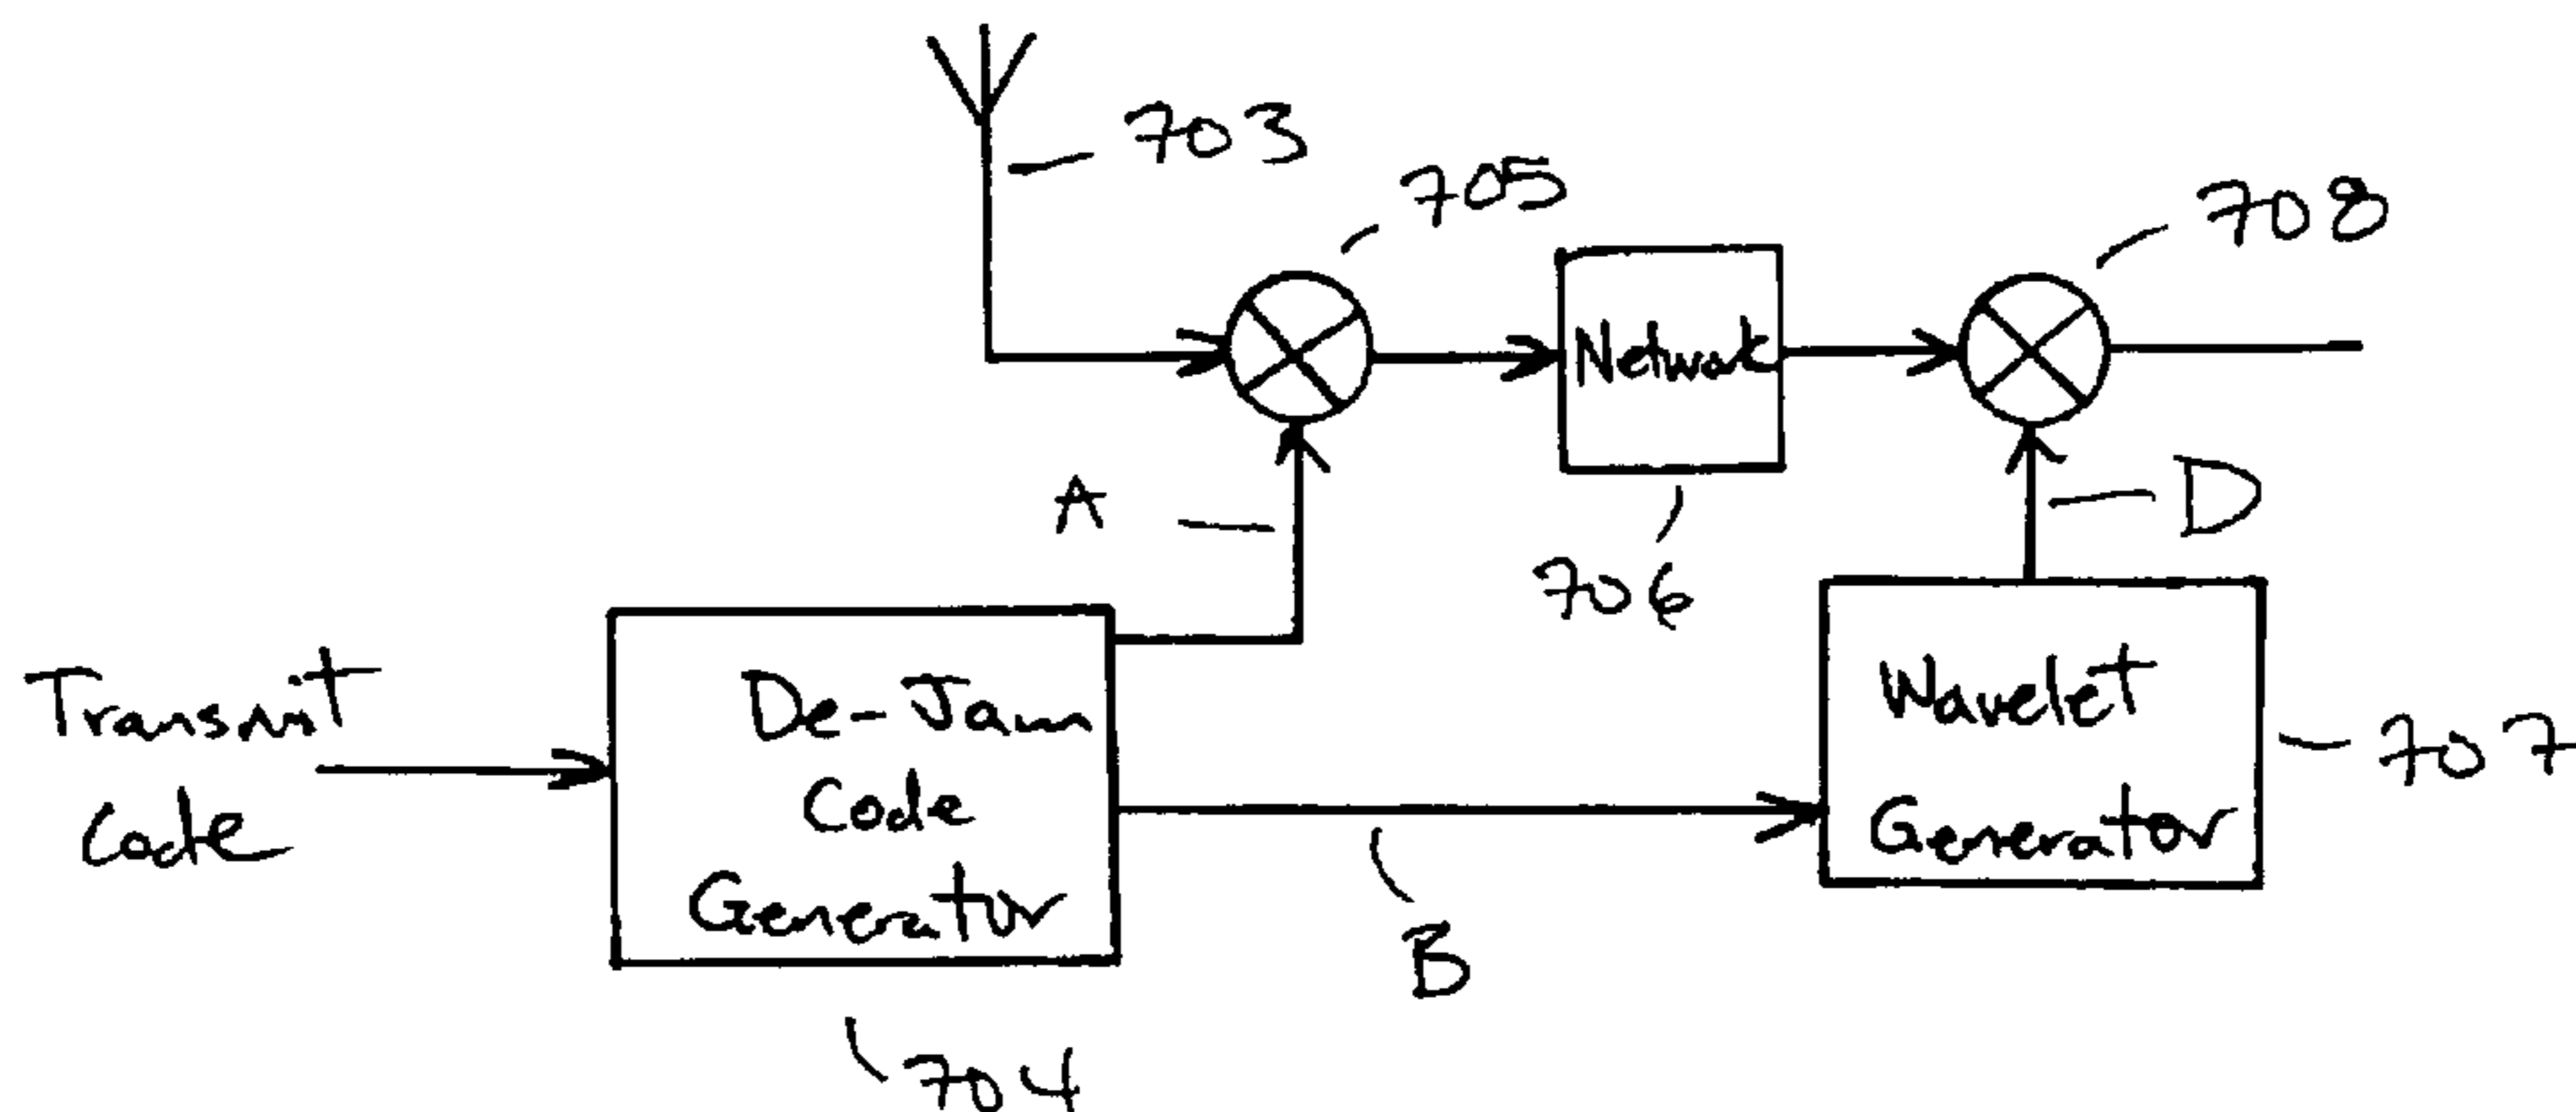 703
705
708
Network
A
D
706
Transmit
Code
De-Jam
Code
Generator
Wavelet
Generator
707
B
704